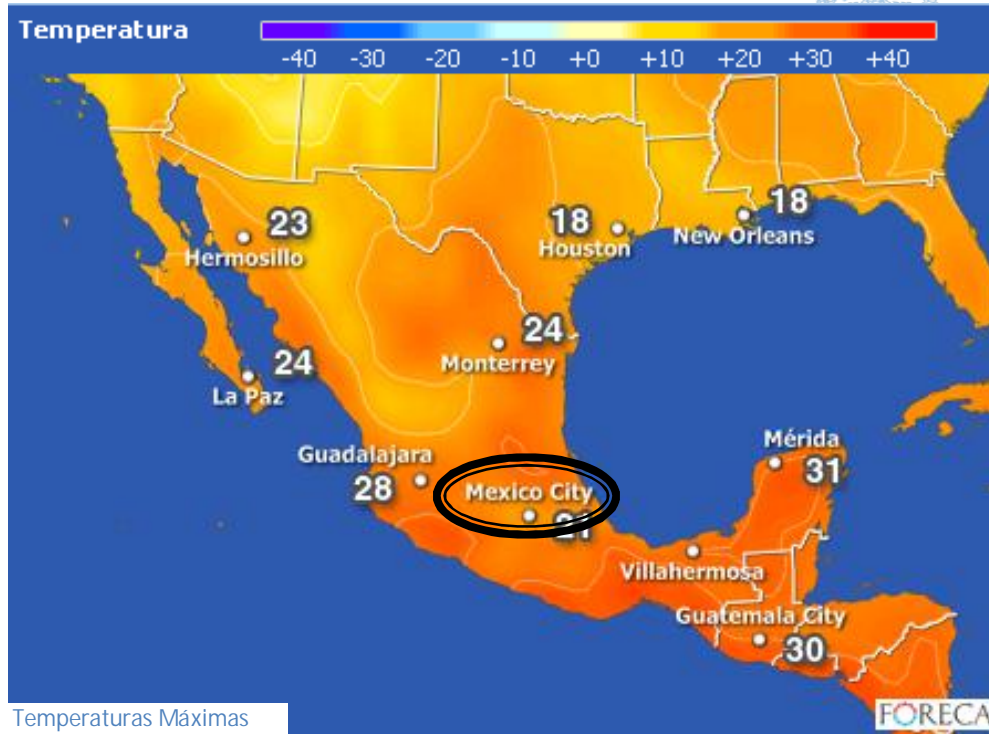 Temperatura
-40 -30 -20 -10 +0 +10 +20 +30 +40
23
Hermosillo
18
Houston
18
New Orleans
24
La Paz
24
Monterrey
Guadalajara
28
Mexico City
21
Mérida
31
Villahermosa
Guatemala City
30
Temperaturas Máximas
FORECA